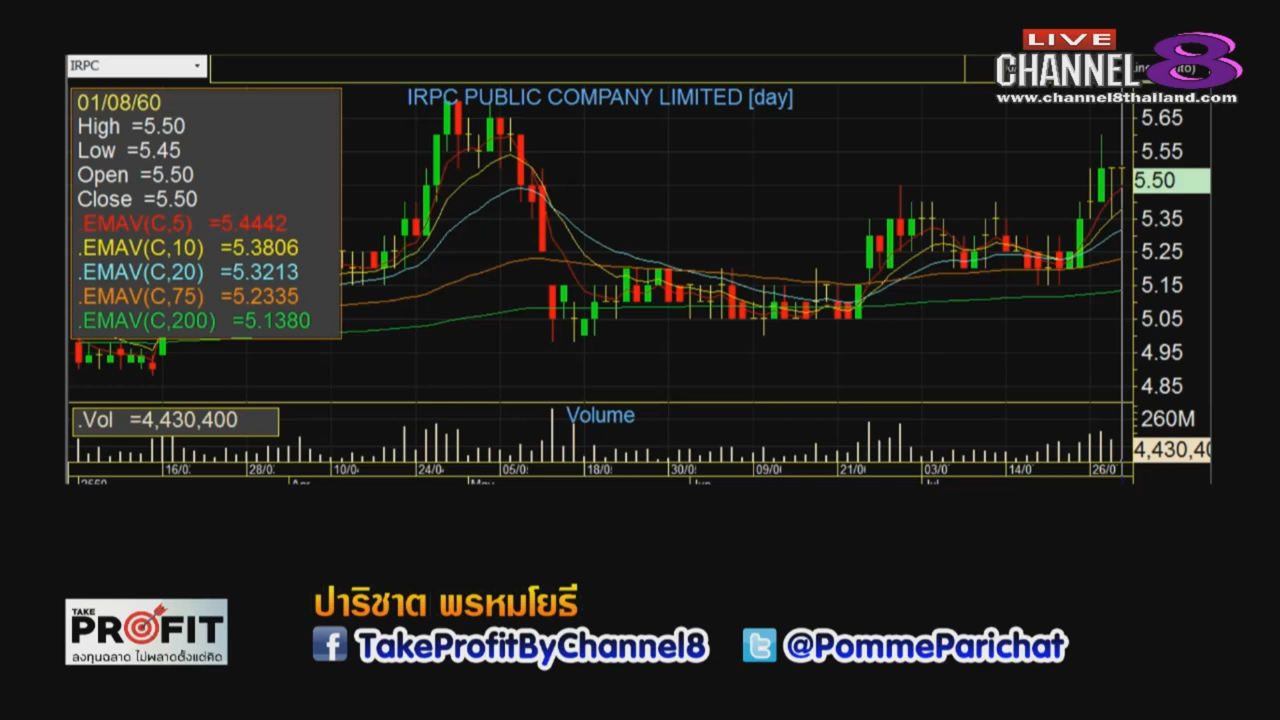 IRPC
LIVE
CHANNEL 8
www.channel8thailand.com
IRPC PUBLIC COMPANY LIMITED [day]
01/08/60
High =5.50
Low =5.45
Open =5.50
Close =5.50
.EMAV(C,5) =5.4442
.EMAV(C,10) =5.3806
.EMAV(C,20) =5.3213
.EMAV(C,75) =5.2335
.EMAV(C,200) =5.1380
5.65
5.55
5.50
5.35
5.25
5.15
5.05
4.95
4.85
.Vol =4,430,400
Volume
260M
4,430,40
16/0 28/0 10/0 24/0 05/0 18/0 30/0 09/0 21/0 03/0 14/0 26/0
2560 Apr May Jun Jul
TAKE
PROFIT
ลงทุนฉลาด ไม่พลาดตั้งแต่คิด
ปาริชาต พรหมโยธี
TakeProfitByChannel8 @PommeParichat